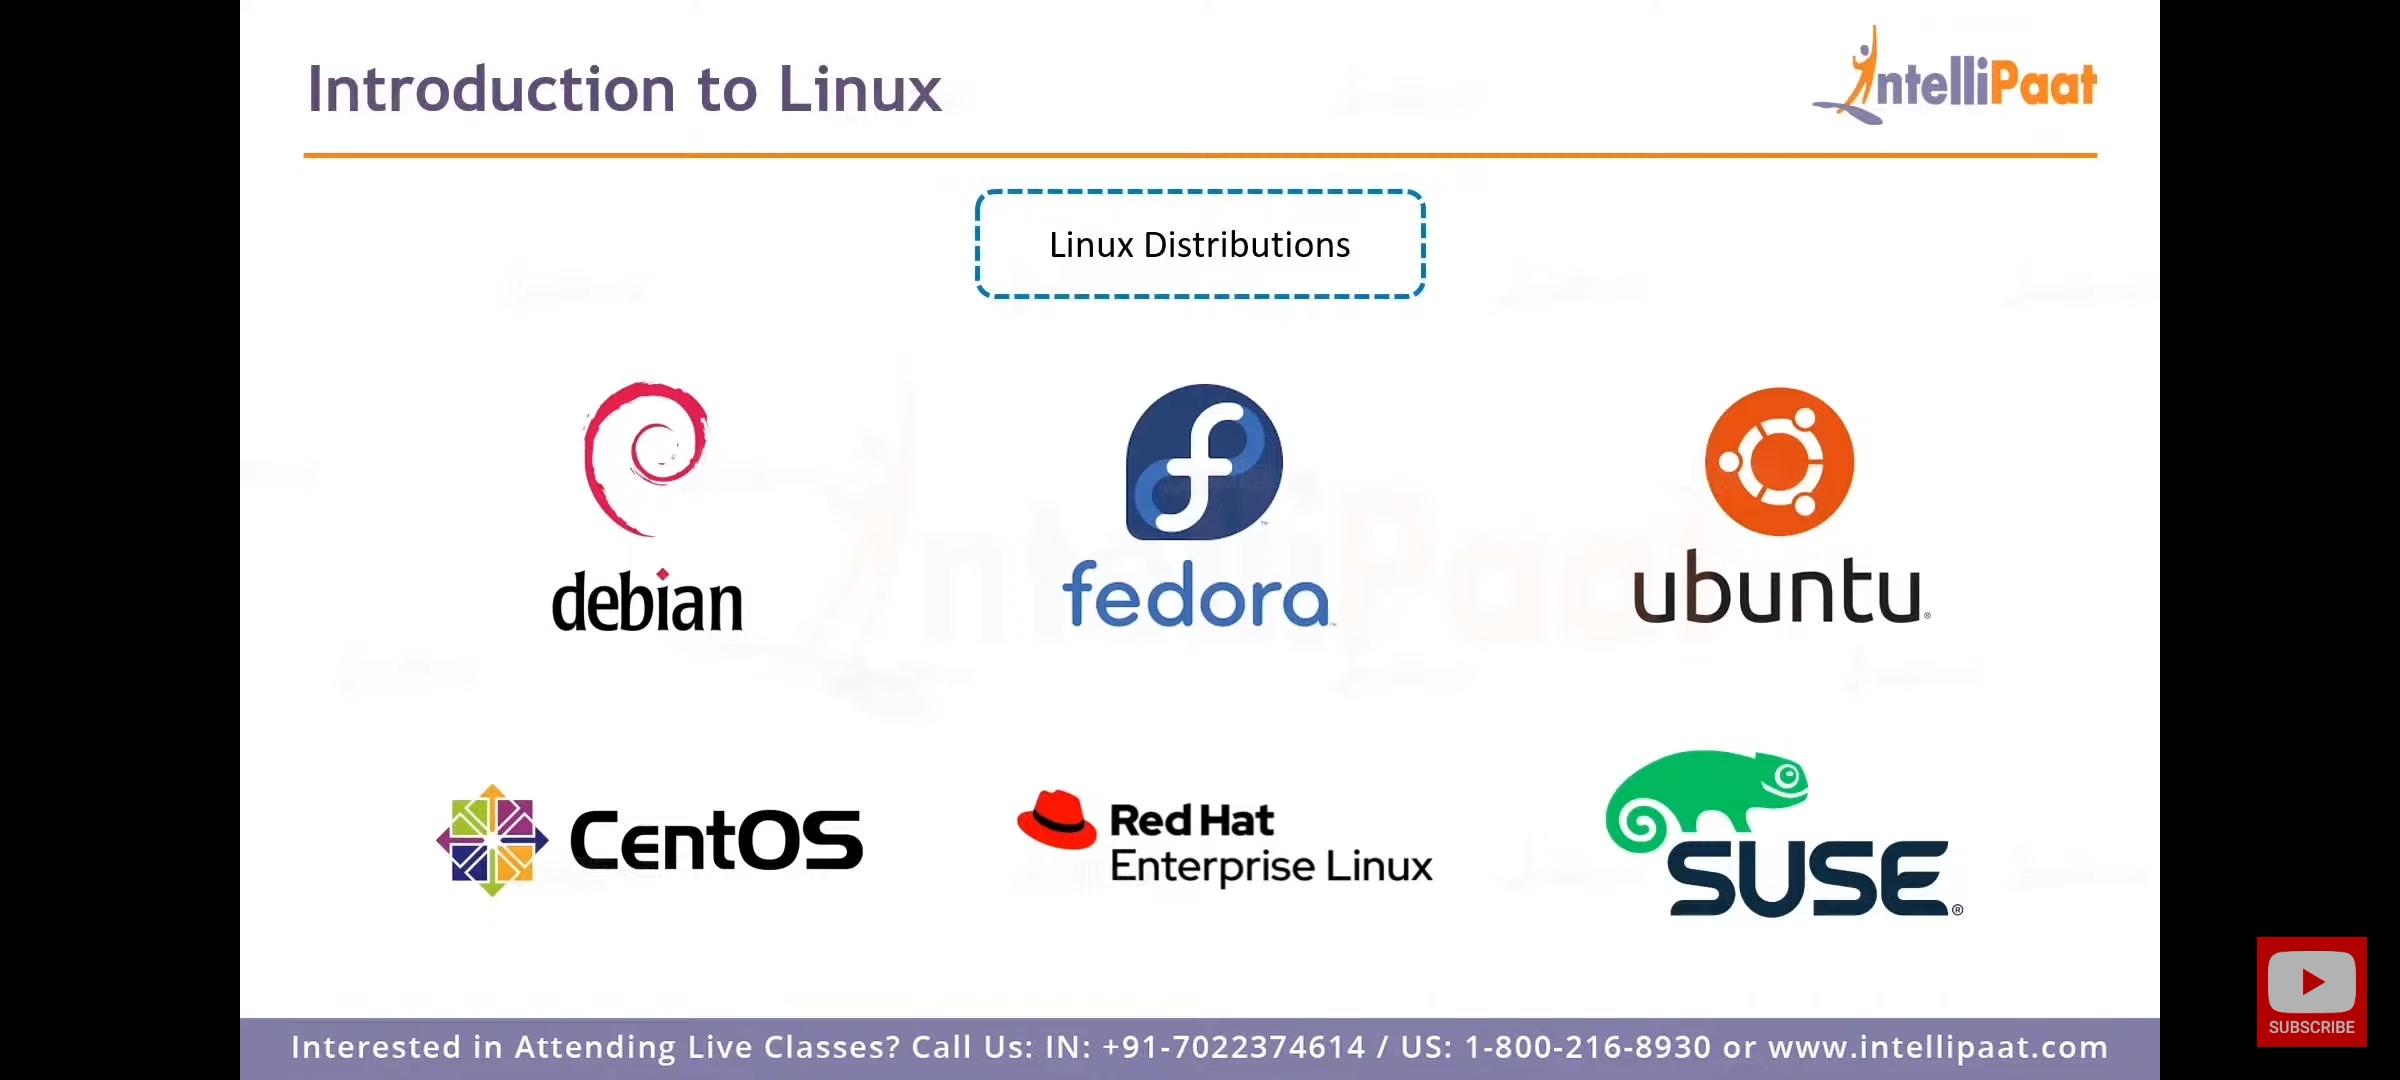 Introduction to Linux
IntelliPaat
Linux Distributions
debian
fedora™
ubuntu®
CentOS
Red Hat
Enterprise Linux
SUSE®
SUBSCRIBE
Interested in Attending Live Classes? Call Us: IN: +91-7022374614 / US: 1-800-216-8930 or www.intellipaat.com